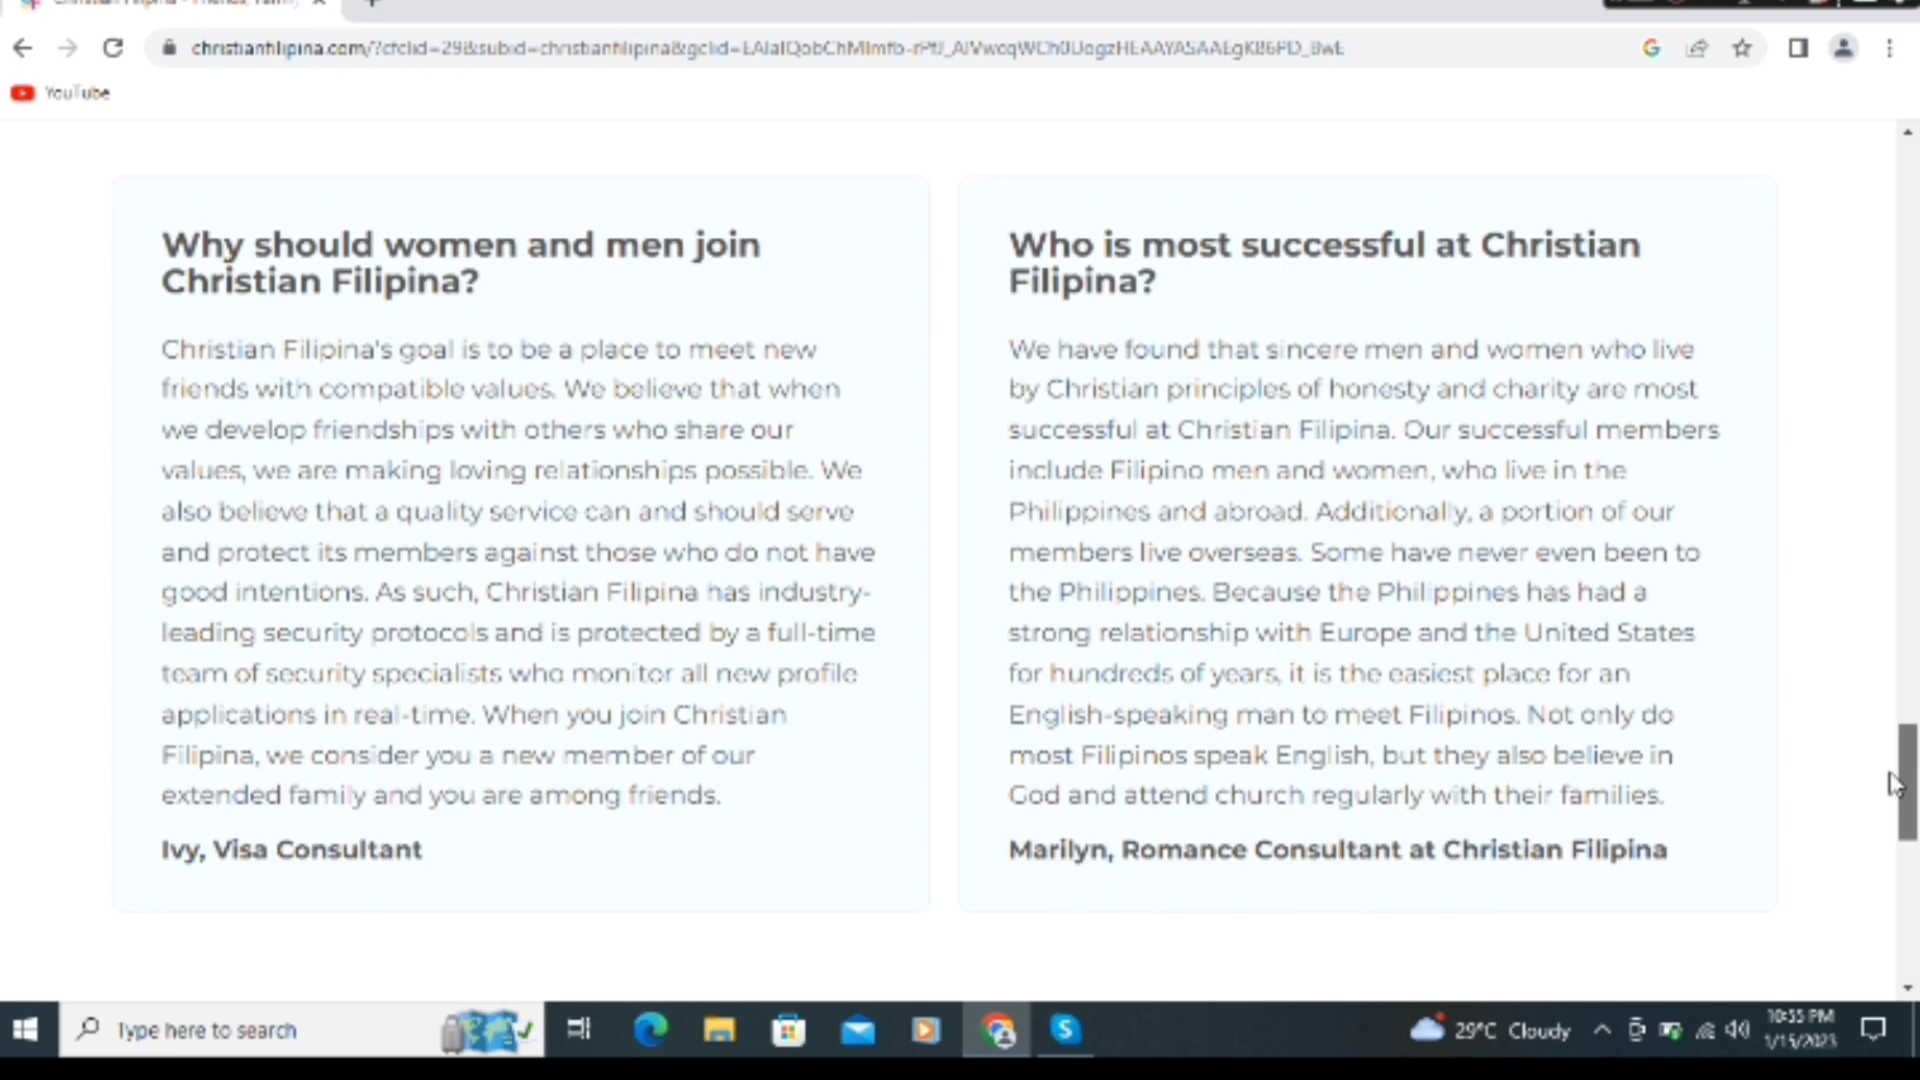 YouTube
Why should women and men join
Christian Filipina?
Christian Filipina's goal is to be a place to meet new
friends with compatible values. We believe that when
we develop friendships with others who share our
values, we are making loving relationships possible. We
also believe that a quality service can and should serve
and protect its members against those who do not have
good intentions. As such, Christian Filipina has industry-
leading security protocols and is protected by a full-time
team of security specialists who monitor all new profile
applications in real-time. When you join Christian
Filipina, we consider you a new member of our
extended family and you are among friends.
Ivy, Visa Consultant
Who is most successful at Christian
Filipina?
We have found that sincere men and women who live
by Christian principles of honesty and charity are most
successful at Christian Filipina. Our successful members
include Filipino men and women, who live in the
Philippines and abroad. Additionally, a portion of our
members live overseas. Some have never even been to
the Philippines. Because the Philippines has had a
strong relationship with Europe and the United States
for hundreds of years, it is the easiest place for an
English-speaking man to meet Filipinos. Not only do
most Filipinos speak English, but they also believe in
God and attend church regularly with their families.
Marilyn, Romance Consultant at Christian Filipina
Type here to search
29°C Cloudy
10:55 PM
1/15/2023